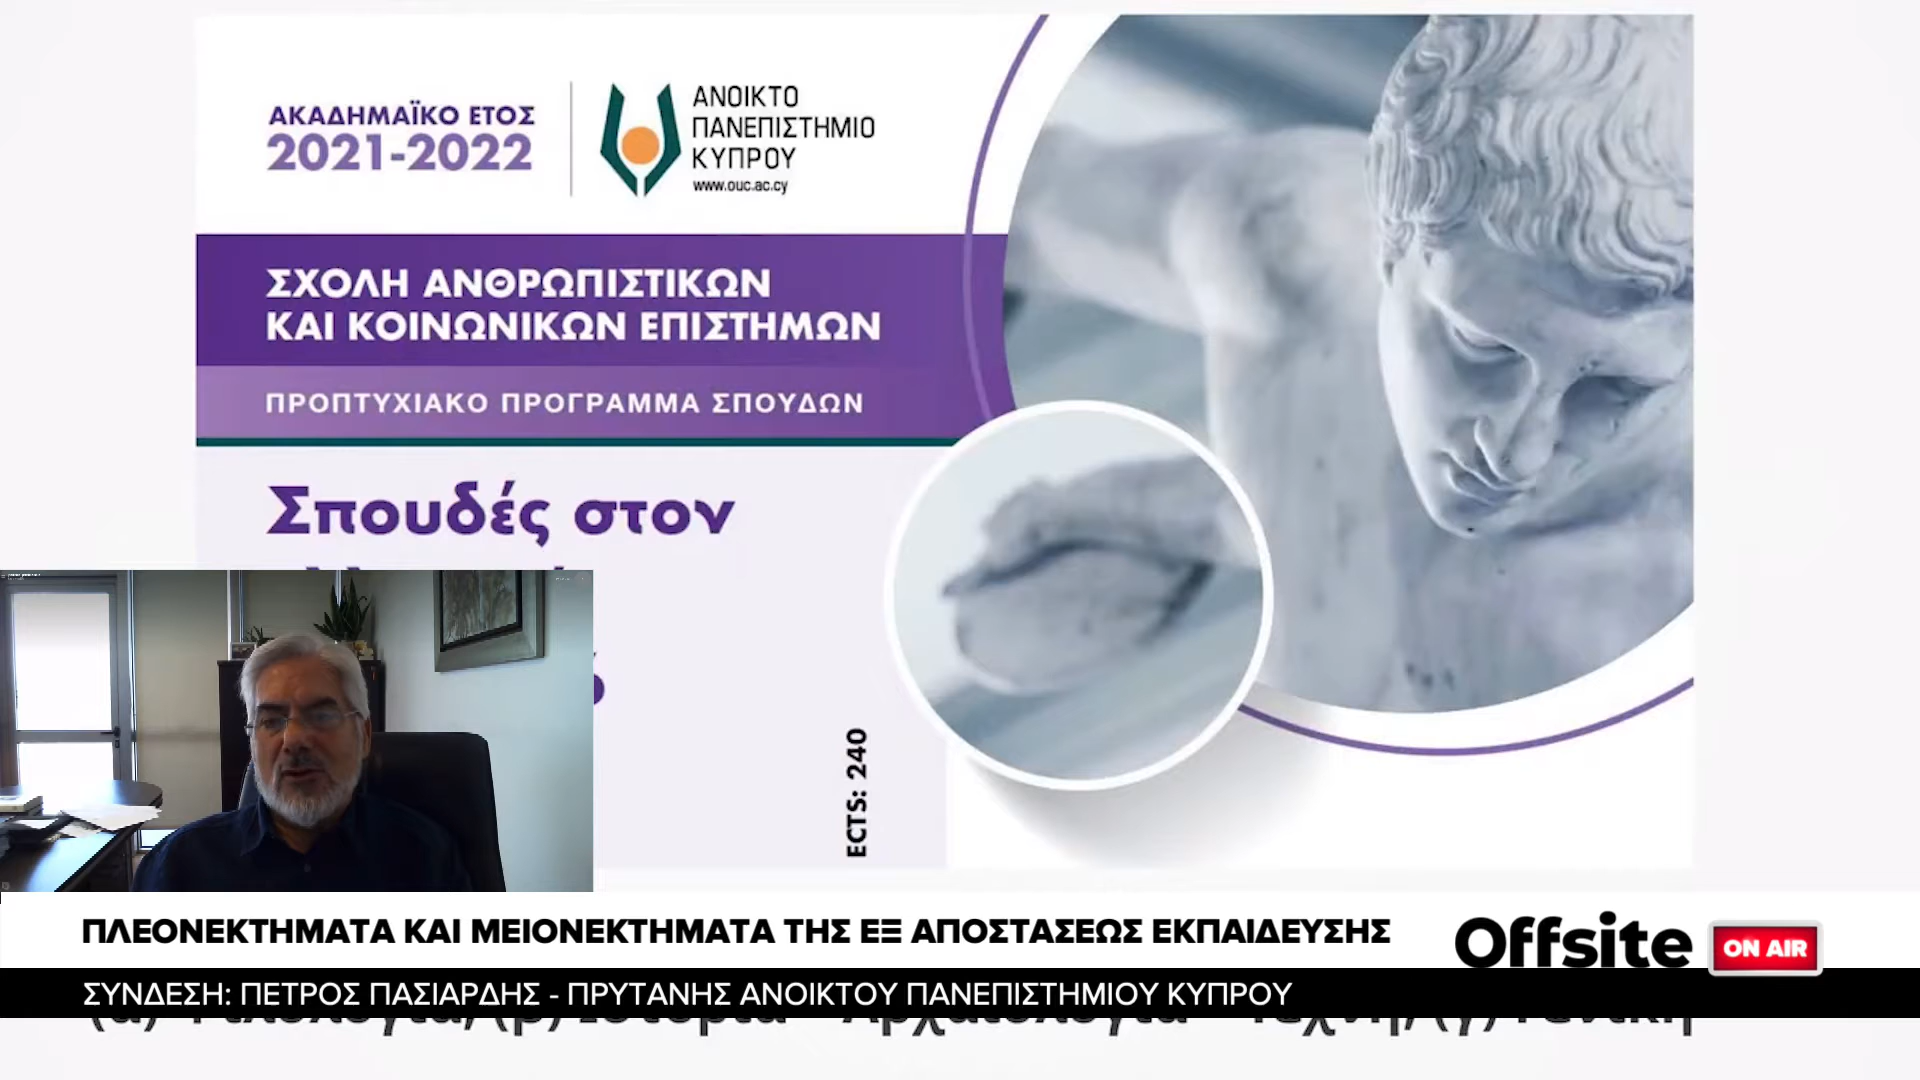 ΑΚΑΔΗΜΑΪΚΟ ΕΤΟΣ
2021-2022
ΑΝΟΙΚΤΟ
ΠΑΝΕΠΙΣΤΗΜΙΟ
ΚΥΠΡΟΥ
www.ouc.ac.cy
ΣΧΟΛΗ ΑΝΘΡΩΠΙΣΤΙΚΩΝ
ΚΑΙ ΚΟΙΝΩΝΙΚΩΝ ΕΠΙΣΤΗΜΩΝ
ΠΡΟΠΤΥΧΙΑΚΟ ΠΡΟΓΡΑΜΜΑ ΣΠΟΥΔΩΝ
Σπουδές στον
ECTS: 240
ΠΛΕΟΝΕΚΤΗΜΑΤΑ ΚΑΙ ΜΕΙΟΝΕΚΤΗΜΑΤΑ ΤΗΣ ΕΞ ΑΠΟΣΤΑΣΕΩΣ ΕΚΠΑΙΔΕΥΣΗΣ
Offsite
ON AIR
ΣΥΝΔΕΣΗ: ΠΕΤΡΟΣ ΠΑΣΙΑΡΔΗΣ - ΠΡΥΤΑΝΗΣ ΑΝΟΙΚΤΟΥ ΠΑΝΕΠΙΣΤΗΜΙΟΥ ΚΥΠΡΟΥ